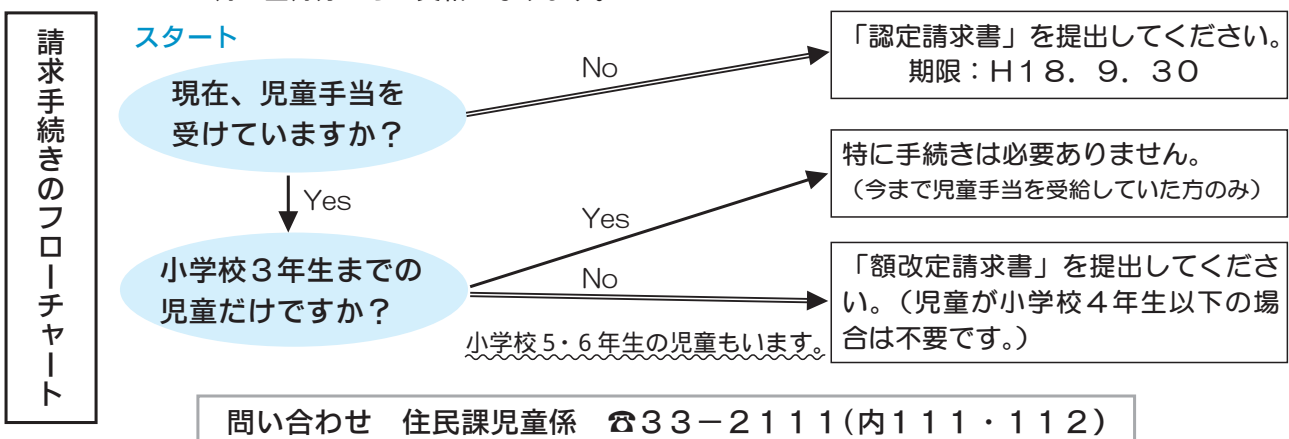 請求手続きのフローチャート
スタート
現在、児童手当を
受けていますか？
No
「認定請求書」を提出してください。
期限：Ｈ１８．９．３０
Yes
小学校３年生までの
児童だけですか？
Yes
特に手続きは必要ありません。
（今まで児童手当を受給していた方のみ）
No
小学校５・６年生の児童もいます。
「額改定請求書」を提出してくださ
い。（児童が小学校４年生以下の場
合は不要です。）
問い合わせ　住民課児童係　☎３３－２１１１(内１１１・１１２)